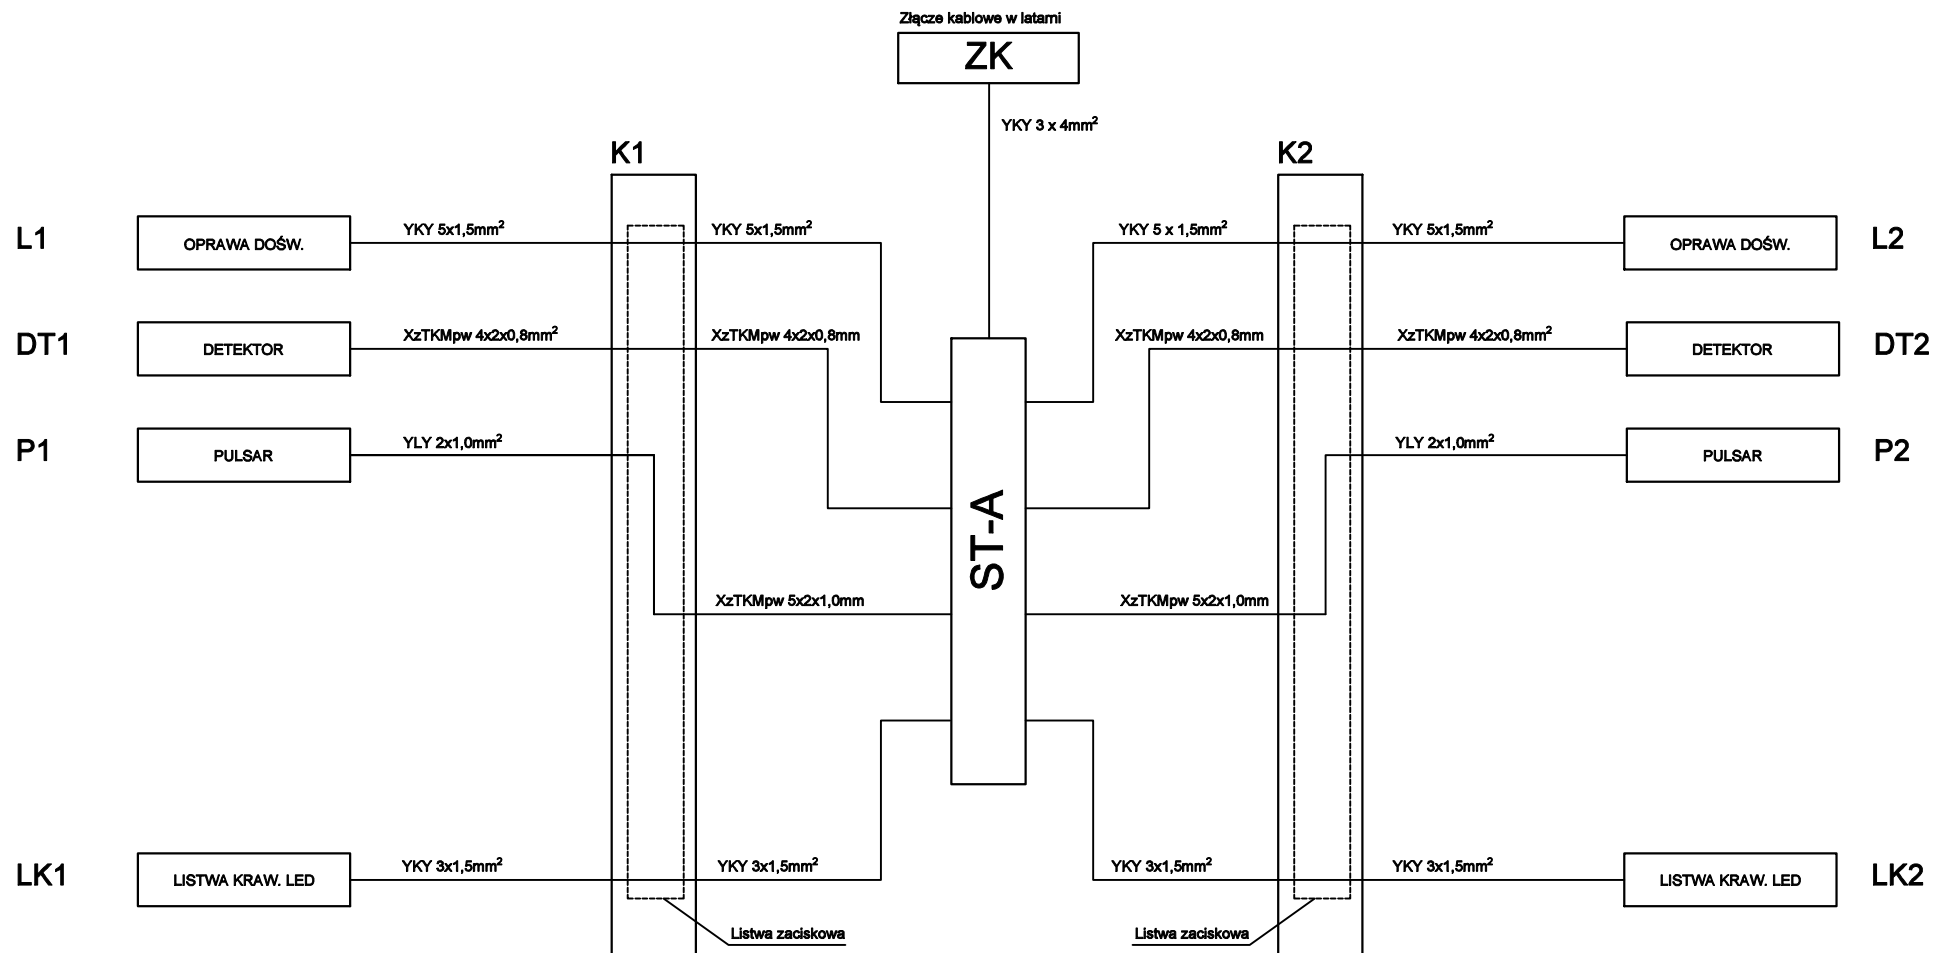 Złącze kablowe w latarni
ZK
YKY 3 x 4mm²
K1
K2
L1
OPRAWA DOŚW.
YKY 5x1,5mm²
YKY 5x1,5mm²
YKY 5 x 1,5mm²
YKY 5x1,5mm²
OPRAWA DOŚW.
L2
DT1
DETEKTOR
XzTKMpw 4x2x0,8mm²
XzTKMpw 4x2x0,8mm
XzTKMpw 4x2x0,8mm
XzTKMpw 4x2x0,8mm²
DETEKTOR
DT2
P1
PULSAR
YLY 2x1,0mm²
YLY 2x1,0mm²
PULSAR
P2
ST-A
XzTKMpw 5x2x1,0mm
XzTKMpw 5x2x1,0mm
LK1
LISTWA KRAW. LED
YKY 3x1,5mm²
YKY 3x1,5mm²
YKY 3x1,5mm²
YKY 3x1,5mm²
LISTWA KRAW. LED
LK2
Listwa zaciskowa
Listwa zaciskowa